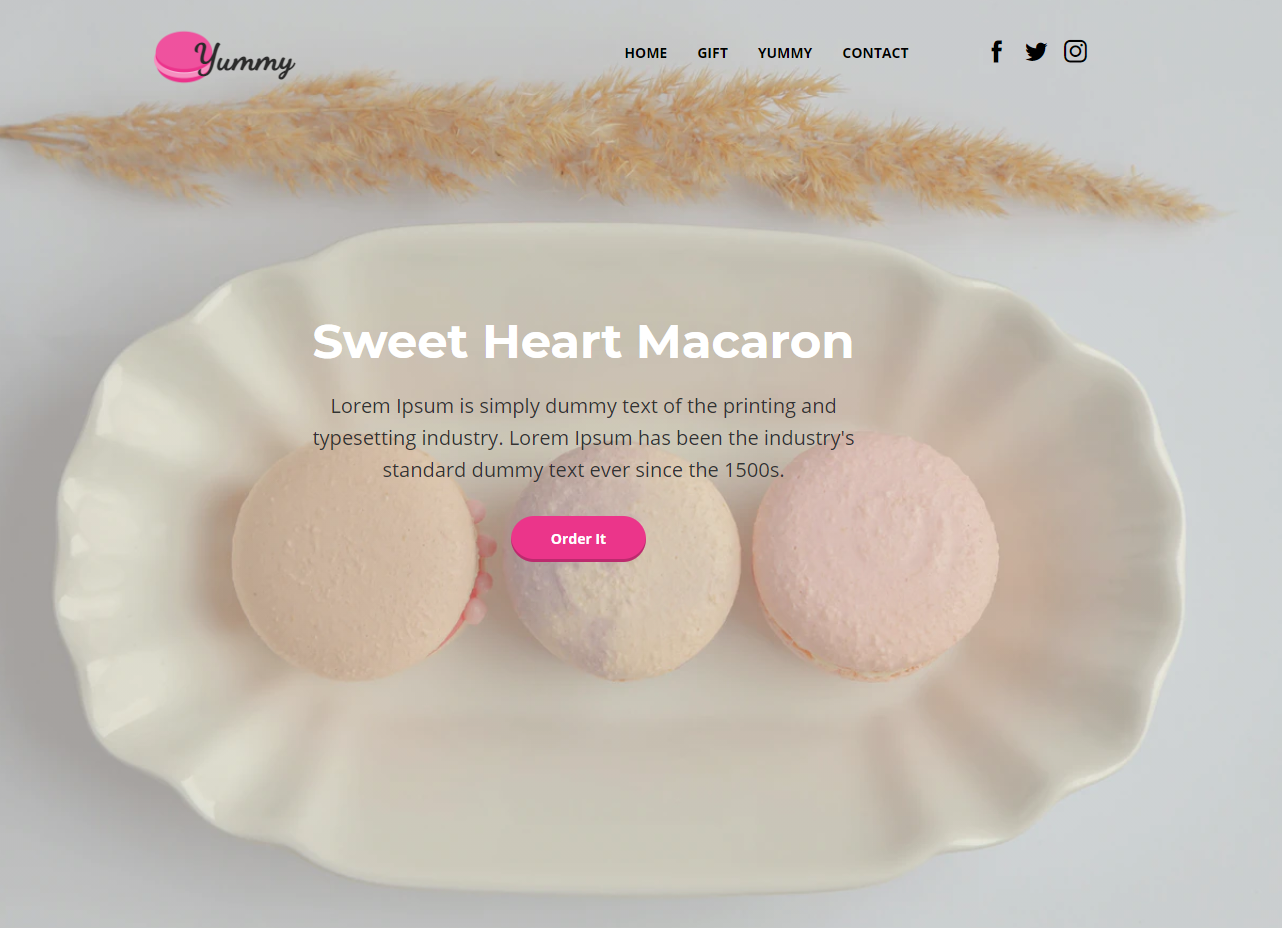 Yummy
HOME GIFT YUMMY CONTACT
Sweet Heart Macaron
Lorem Ipsum is simply dummy text of the printing and
typesetting industry. Lorem Ipsum has been the industry's
standard dummy text ever since the 1500s.
Order It